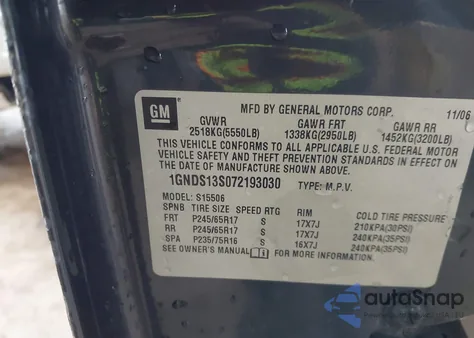 GM
MFD BY GENERAL MOTORS CORP. 11/06
GVWR GAWR FRT GAWR RR
2518KG(5550LB) 1338KG(2950LB) 1452KG(3200LB)
THIS VEHICLE CONFORMS TO ALL APPLICABLE U.S. FEDERAL MOTOR
VEHICLE SAFETY AND THEFT PREVENTION STANDARDS IN EFFECT ON
THE DATE OF MANUFACTURE SHOWN ABOVE.
1GNDS13S072193030 TYPE: M.P.V.
MODEL: S15506
SPNB TIRE SIZE SPEED RTG RIM COLD TIRE PRESSURE
FRT P245/65R17 S 17X7J 210KPA(30PSI)
RR P245/65R17 S 17X7J 240KPA(35PSI)
SPA P235/75R16 S 16X7J 240KPA(35PSI)
SEE OWNER'S MANUAL FOR MORE INFORMATION.
autoSnap